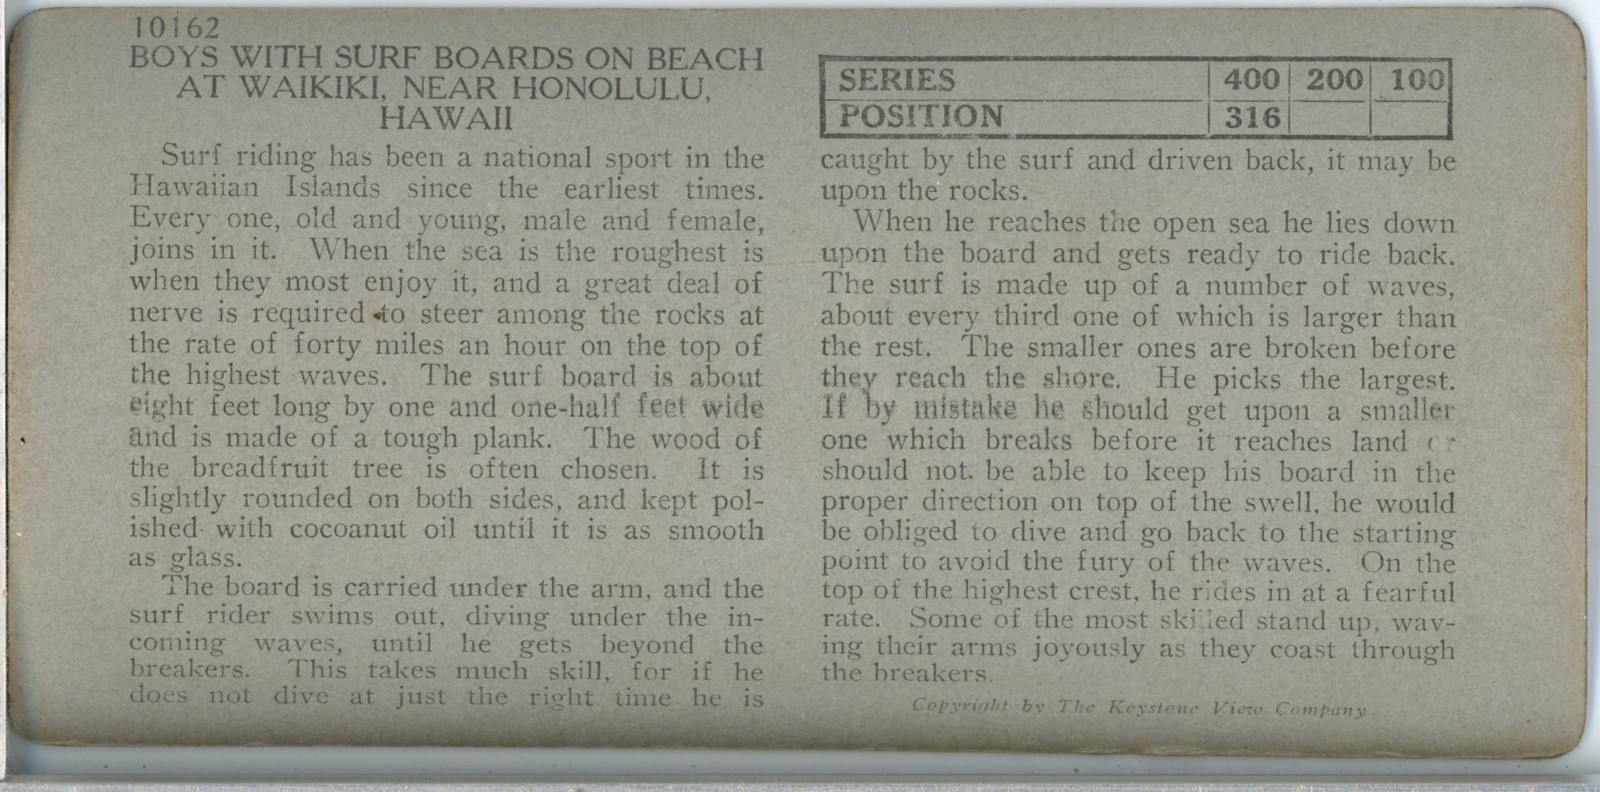 10162
BOYS WITH SURF BOARDS ON BEACH
AT WAIKIKI, NEAR HONOLULU,
HAWAII
Surf riding has been a national sport in the
Hawaiian Islands since the earliest times.
Every one, old and young, male and female,
joins in it. When the sea is the roughest is
when they most enjoy it, and a great deal of
nerve is required to steer among the rocks at
the rate of forty miles an hour on the top of
the highest waves. The surf board is about
eight feet long by one and one-half feet wide
and is made of a tough plank. The wood of
the breadfruit tree is often chosen. It is
slightly rounded on both sides, and kept pol-
ished with cocoanut oil until it is as smooth
as glass.
The board is carried under the arm, and the
surf rider swims out, diving under the in-
coming waves, until he gets beyond the
breakers. This takes much skill, for if he
does not dive at just the right time he is
SERIES 400 200 100
POSITION 316
caught by the surf and driven back, it may be
upon the rocks.
When he reaches the open sea he lies down
upon the board and gets ready to ride back.
The surf is made up of a number of waves,
about every third one of which is larger than
the rest. The smaller ones are broken before
they reach the shore. He picks the largest.
If by mistake he should get upon a smaller
one which breaks before it reaches land or
should not be able to keep his board in the
proper direction on top of the swell, he would
be obliged to dive and go back to the starting
point to avoid the fury of the waves. On the
top of the highest crest, he rides in at a fearful
rate. Some of the most skilled stand up, wav-
ing their arms joyously as they coast through
the breakers.
Copyright by The Keystone View Company